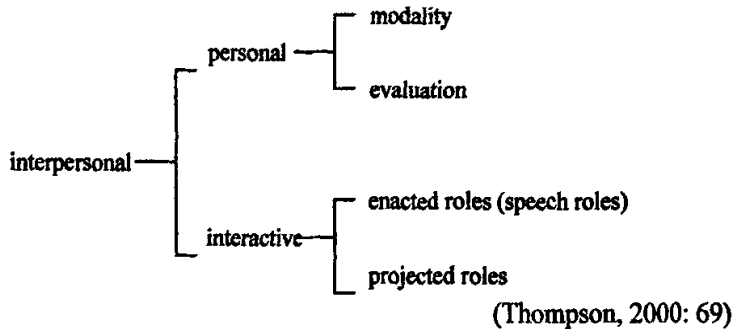 modality
personal
evaluation
interpersonal
enacted roles (speech roles)
interactive
projected roles
(Thompson, 2000: 69)